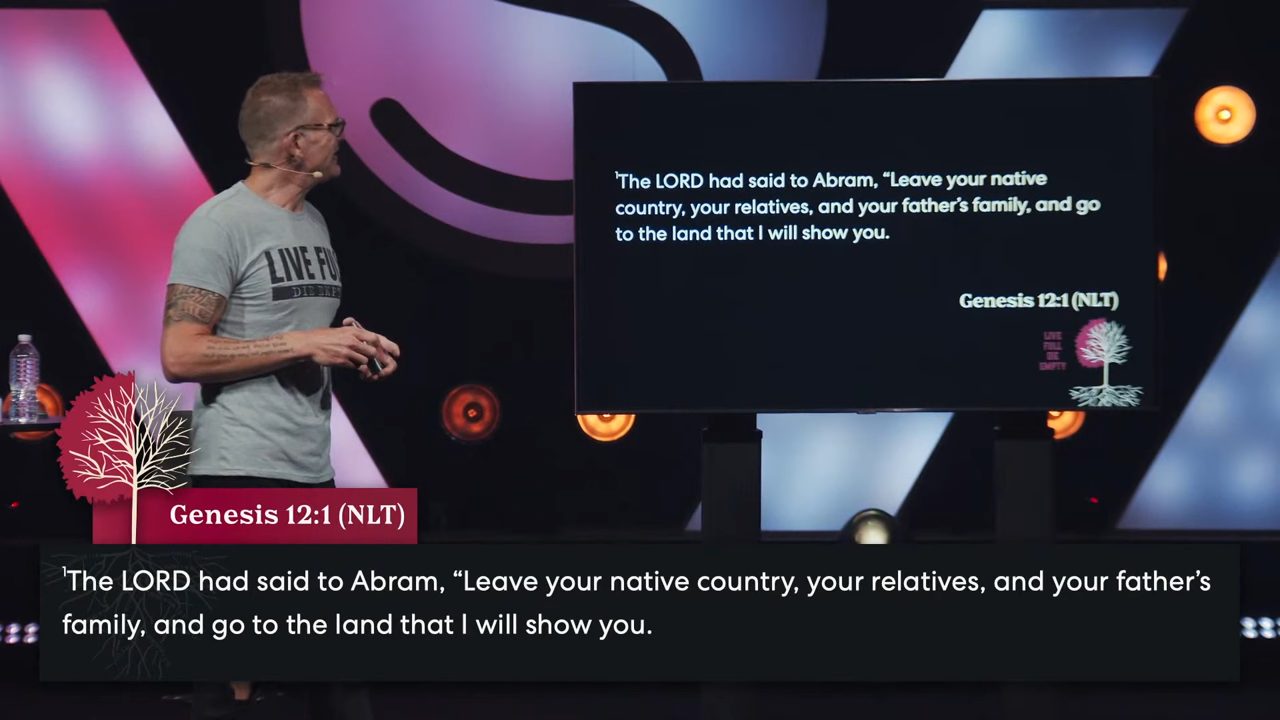 ¹The LORD had said to Abram, “Leave your native
country, your relatives, and your father’s family, and go
to the land that I will show you.
Genesis 12:1 (NLT)
LIVE
FULL
DIE
EMPTY
LIVE
DIE
Genesis 12:1 (NLT)
¹The LORD had said to Abram, “Leave your native country, your relatives, and your father’s
family, and go to the land that I will show you.